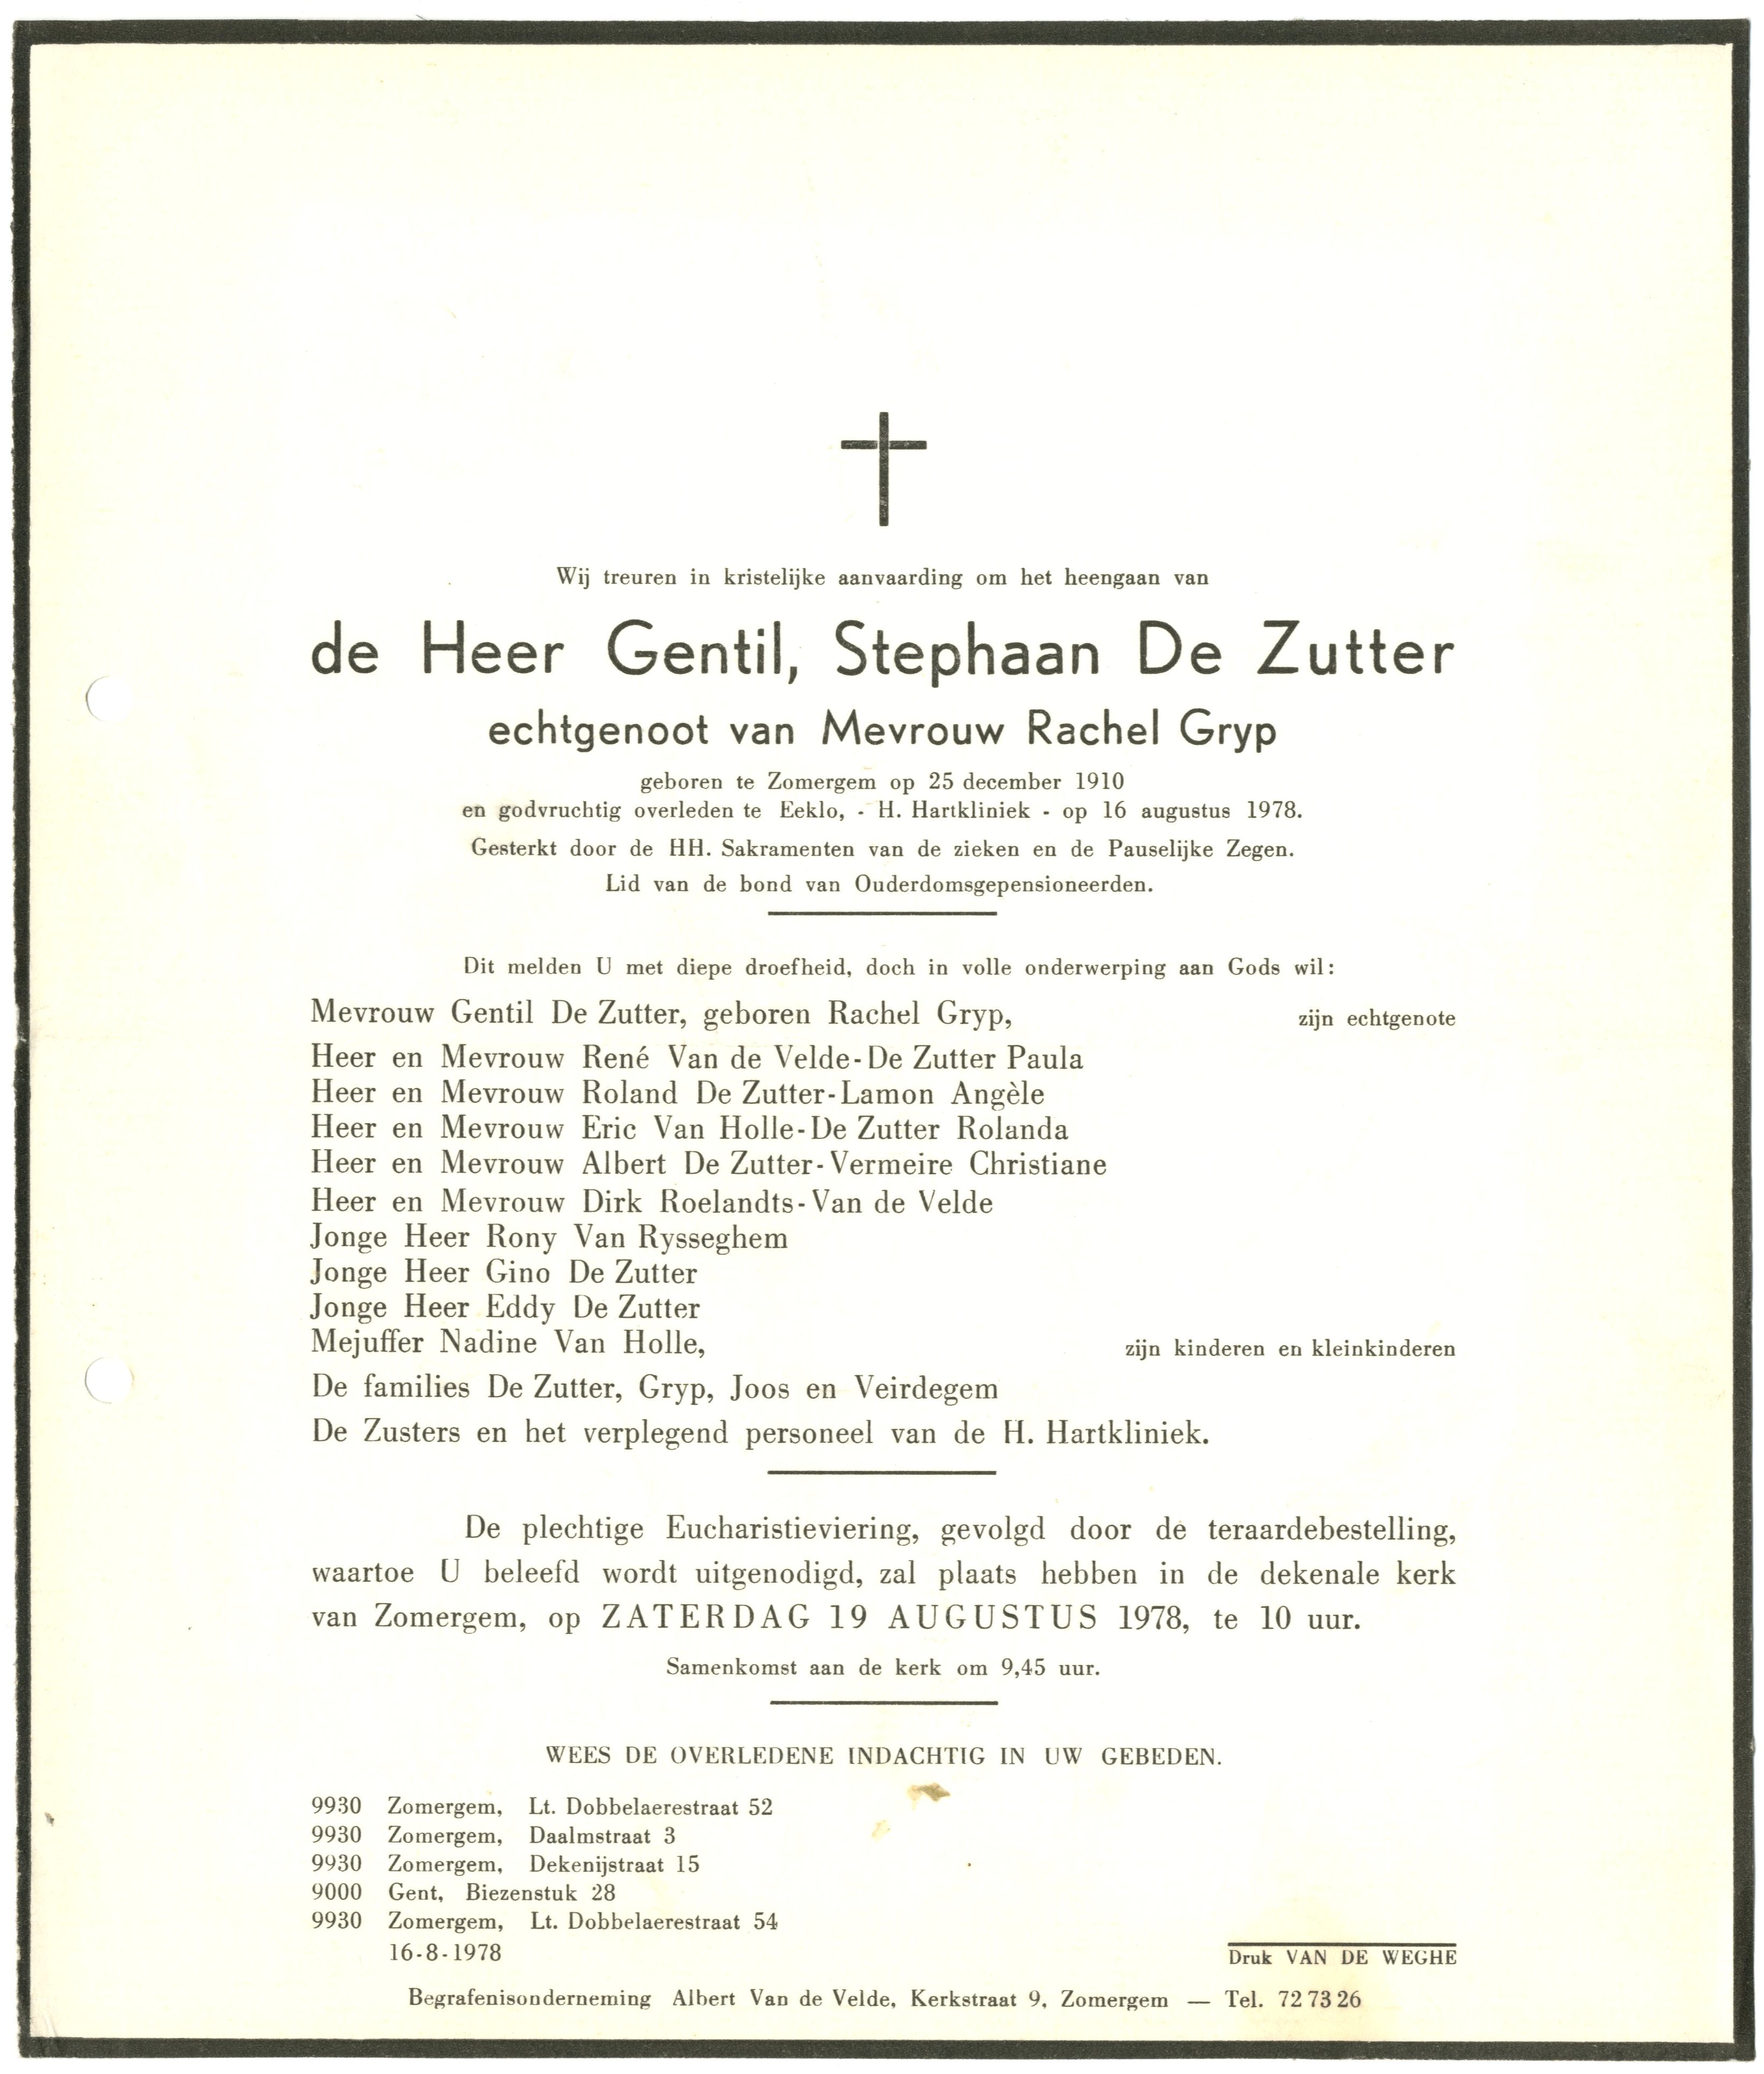 Wij treuren in kristelijke aanvaarding om het heengaan van
de Heer Gentil, Stephaan De Zutter
echtgenoot van Mevrouw Rachel Gryp
geboren te Zomergem op 25 december 1910
en godvruchtig overleden te Eeklo, - H. Hartkliniek - op 16 augustus 1978.
Gesterkt door de HH. Sakramenten van de zieken en de Pauselijke Zegen.
Lid van de bond van Ouderdomsgepensioneerden.
Dit melden U met diepe droefheid, doch in volle onderwerping aan Gods wil:
Mevrouw Gentil De Zutter, geboren Rachel Gryp, zijn echtgenote
Heer en Mevrouw René Van de Velde-De Zutter Paula
Heer en Mevrouw Roland De Zutter-Lamon Angèle
Heer en Mevrouw Eric Van Holle-De Zutter Rolanda
Heer en Mevrouw Albert De Zutter-Vermeire Christiane
Heer en Mevrouw Dirk Roelandts-Van de Velde
Jonge Heer Rony Van Rysseghem
Jonge Heer Gino De Zutter
Jonge Heer Eddy De Zutter
Mejuffer Nadine Van Holle, zijn kinderen en kleinkinderen
De families De Zutter, Gryp, Joos en Veirdegem
De Zusters en het verplegend personeel van de H. Hartkliniek.
De plechtige Eucharistieviering, gevolgd door de teraardebestelling,
waartoe U beleefd wordt uitgenodigd, zal plaats hebben in de dekenale kerk
van Zomergem, op ZATERDAG 19 AUGUSTUS 1978, te 10 uur.
Samenkomst aan de kerk om 9,45 uur.
WEES DE OVERLEDENE INDACHTIG IN UW GEBEDEN.
9930 Zomergem, Lt. Dobbelaerestraat 52
9930 Zomergem, Daalmstraat 3
9930 Zomergem, Dekenijstraat 15
9000 Gent, Biezenstuk 28
9930 Zomergem, Lt. Dobbelaerestraat 54
16-8-1978
Druk VAN DE WEGHE
Begrafenisonderneming Albert Van de Velde, Kerkstraat 9, Zomergem — Tel. 72 73 26